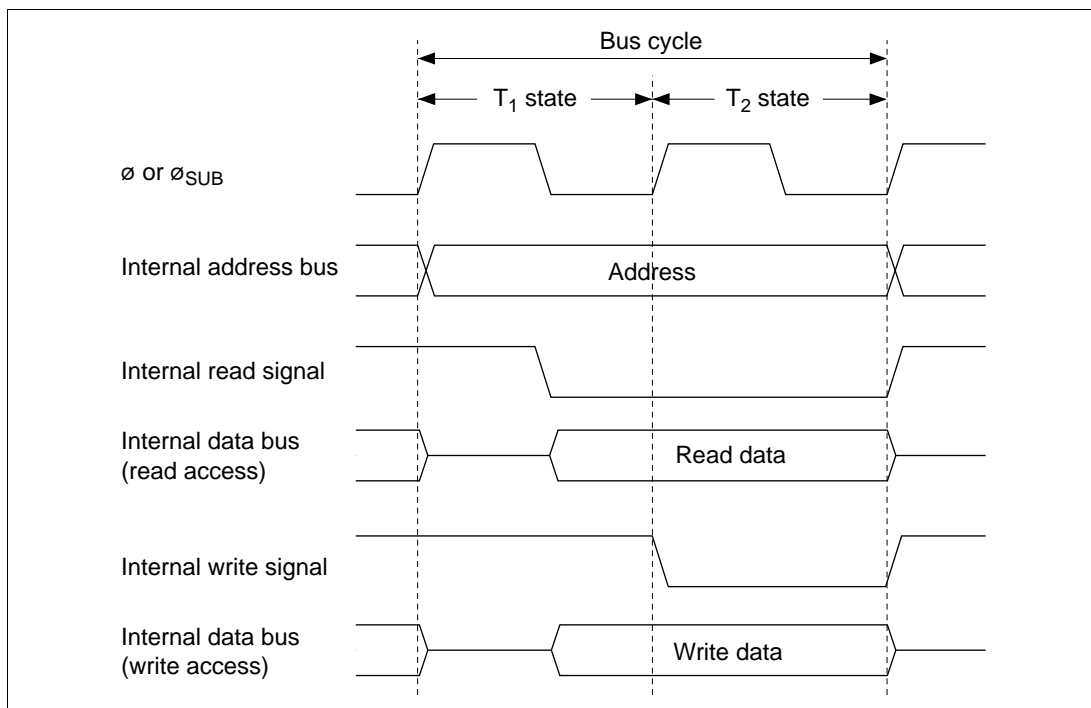 Bus cycle
T₁ state
T₂ state
ø or ø_SUB
Internal address bus
Address
Internal read signal
Internal data bus
(read access)
Read data
Internal write signal
Internal data bus
(write access)
Write data